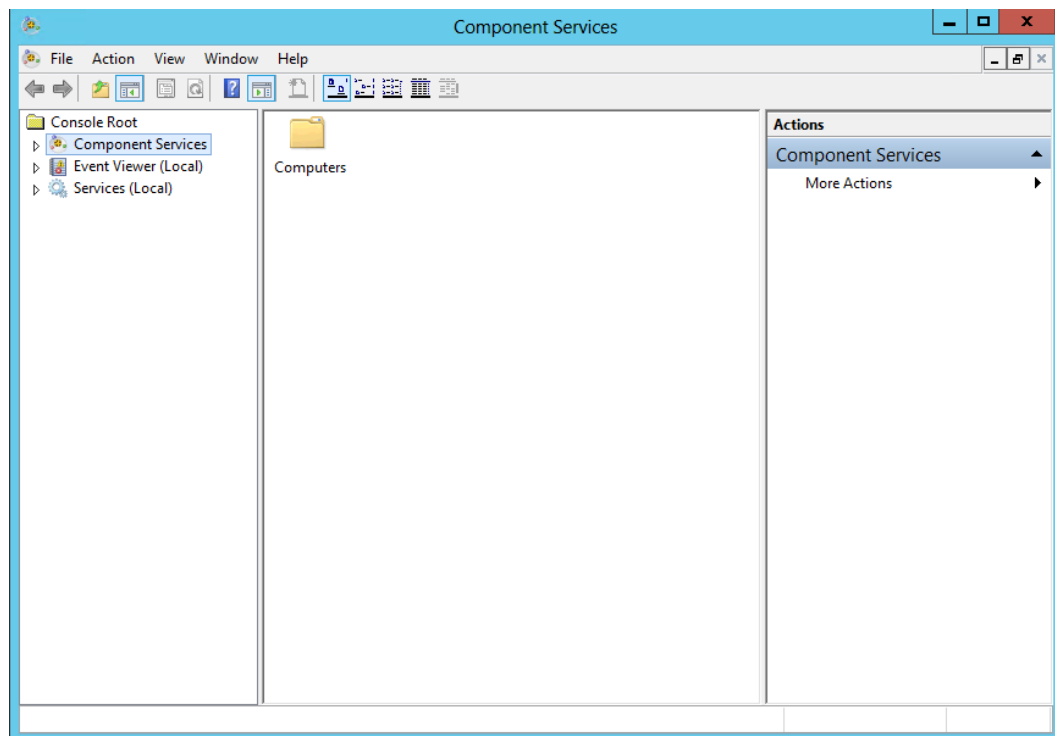 Component Services
File Action View Window Help
Console Root
Component Services
Event Viewer (Local)
Services (Local)
Computers
Actions
Component Services
More Actions